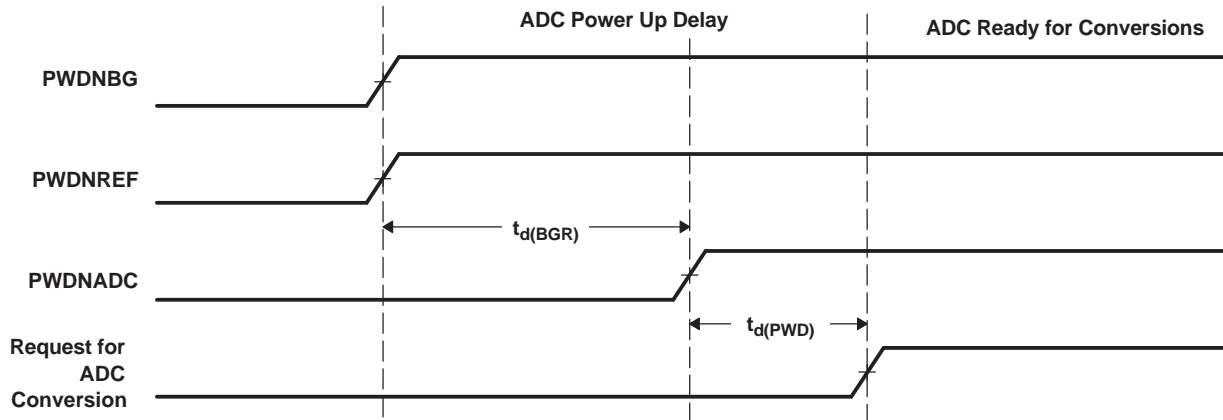 ADC Power Up Delay
ADC Ready for Conversions
PWDNBG
PWDNREF
td(BGR)
PWDNADC
td(PWD)
Request for
ADC
Conversion